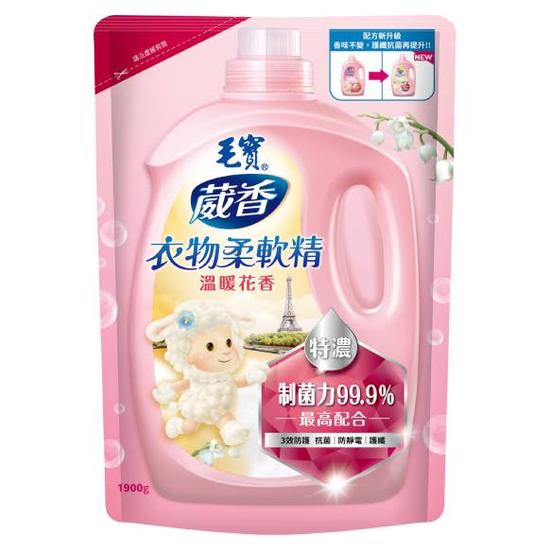 請沿虛線剪開
配方新升級
香味不變，護纖抗菌再提升!!
NEW
毛寶®
葳香
衣物柔軟精
溫暖花香
特濃
制菌力99.9%
最高配合
3效防護 抗菌|防靜電|護纖
1900g